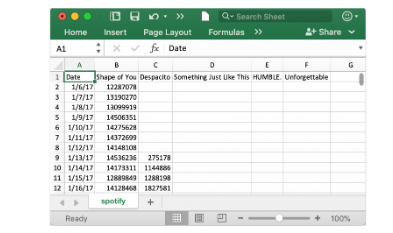 Search Sheet
Home Insert Page Layout Formulas >> Share
A1 fx Date
A B C D E F G
1 Date Shape of You Despacito Something Just Like This HUMBLE. Unforgettable
2 1/6/17 12287078
3 1/7/17 13190270
4 1/8/17 13099919
5 1/9/17 14506351
6 1/10/17 14275628
7 1/11/17 14372699
8 1/12/17 14148108
9 1/13/17 14536236 275178
10 1/14/17 14173311 1144886
11 1/15/17 12889849 1288198
12 1/16/17 14128468 1827581
spotify +
Ready 100%